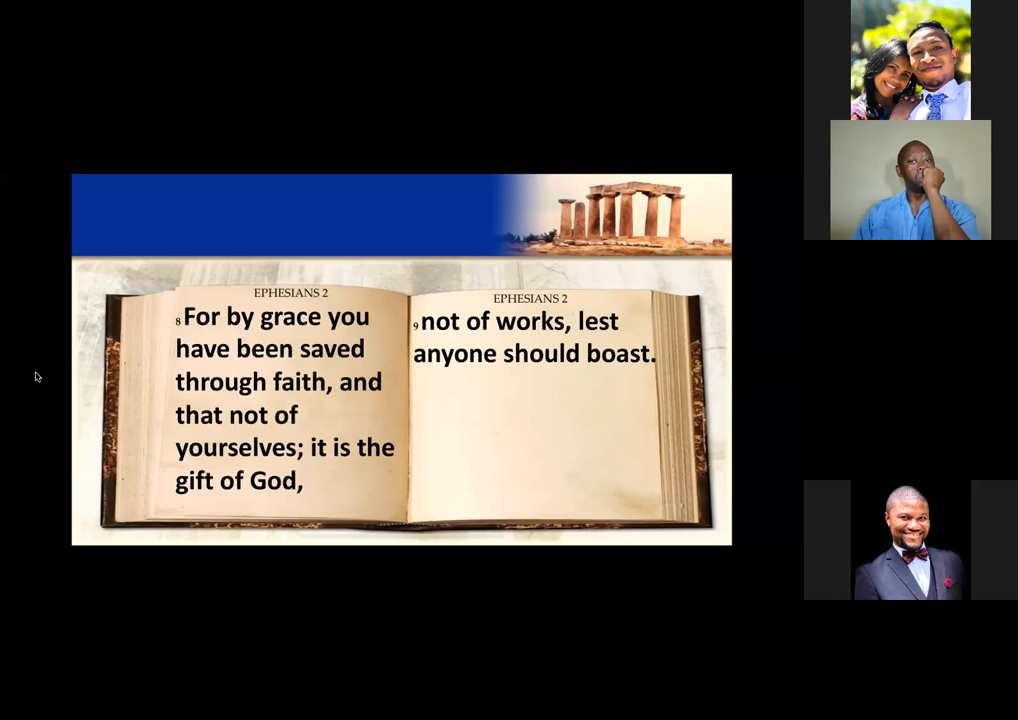 EPHESIANS 2
8 For by grace you
have been saved
through faith, and
that not of
yourselves; it is the
gift of God,
EPHESIANS 2
9 not of works, lest
anyone should boast.